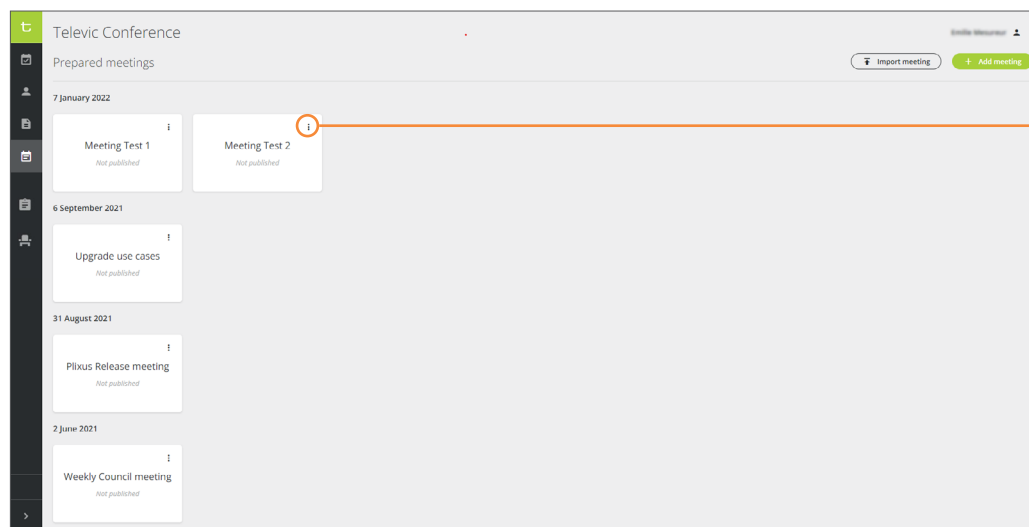 Televic Conference
Prepared meetings
Import meeting
+ Add meeting
7 January 2022
Meeting Test 1
Not published
Meeting Test 2
Not published
6 September 2021
Upgrade use cases
Not published
31 August 2021
Plixus Release meeting
Not published
2 June 2021
Weekly Council meeting
Not published